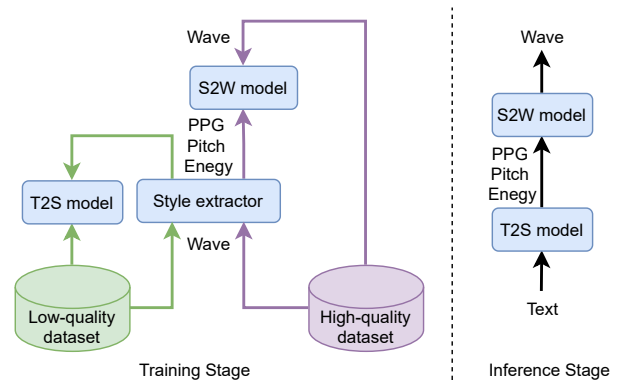 Wave
S2W model
PPG
Pitch
Enegy
T2S model
Style extractor
Wave
Low-quality
dataset
High-quality
dataset
Training Stage
Wave
S2W model
PPG
Pitch
Enegy
T2S model
Text
Inference Stage